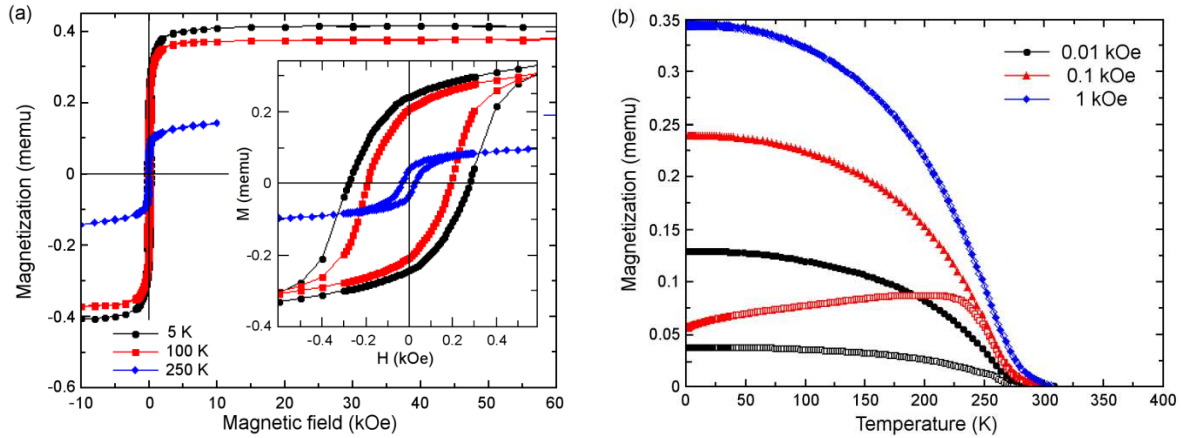 (a)
Magnetization (memu)
0.4
0.2
0
-0.2
-0.4
-0.6
-10 0 10 20 30 40 50 60
Magnetic field (kOe)
5 K
100 K
250 K
M (memu)
0.4
0.2
0
-0.2
-0.4
-0.4 -0.2 0 0.2 0.4
H (kOe)
(b)
Magnetization (memu)
0.35
0.3
0.25
0.2
0.15
0.1
0.05
0
0 50 100 150 200 250 300 350 400
Temperature (K)
0.01 kOe
0.1 kOe
1 kOe